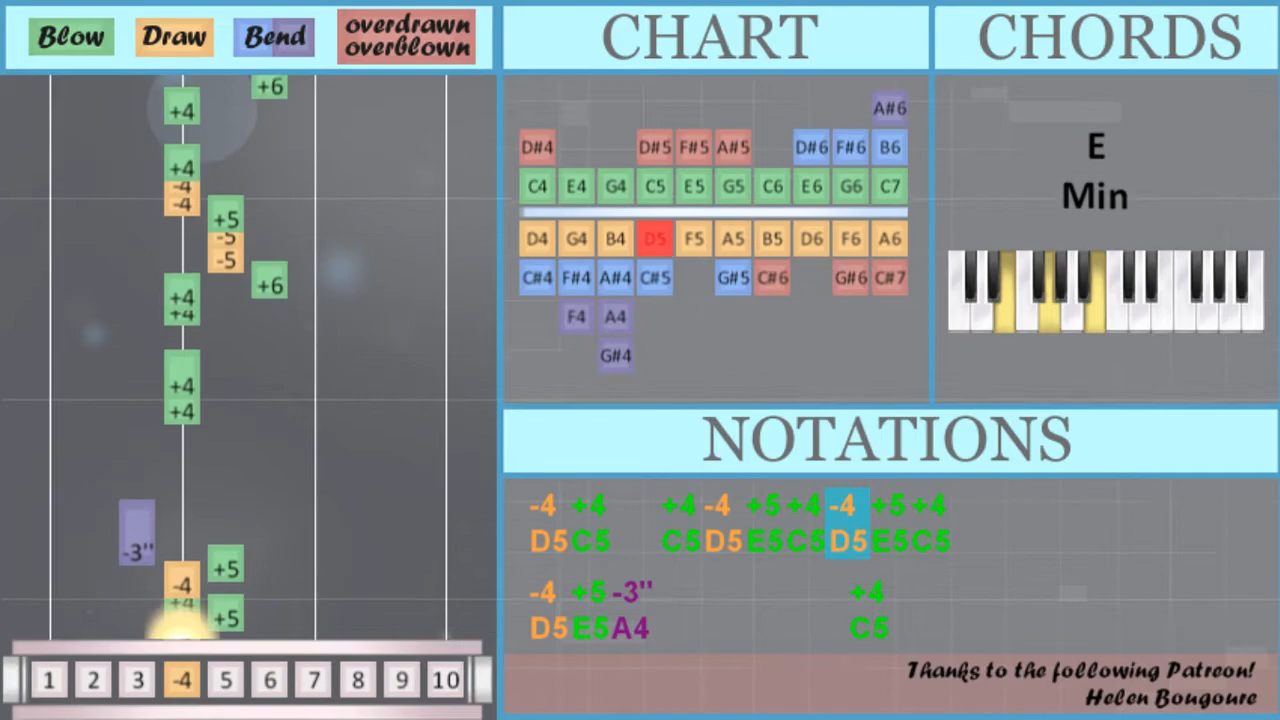 Blow Draw Bend overdrawn
overblown
CHART
CHORDS
+6
+4
+4
-4
-4
+5
-5
-5
+6
+4
+4
+4
+4
-3"
+5
-4
+4
+5
1 2 3 -4 5 6 7 8 9 10
A#6
D#4 D#5 F#5 A#5 D#6 F#6 B6
C4 E4 G4 C5 E5 G5 C6 E6 G6 C7
D4 G4 B4 D5 F5 A5 B5 D6 F6 A6
C#4 F#4 A#4 C#5 G#5 C#6 G#6 C#7
F4 A4
G#4
E
Min
NOTATIONS
-4 +4 +4 -4 +5 +4 -4 +5 +4
D5 C5 C5 D5 E5 C5 D5 E5 C5
-4 +5 -3" +4
D5 E5 A4 C5
Thanks to the following Patreon!
Helen Bougoure